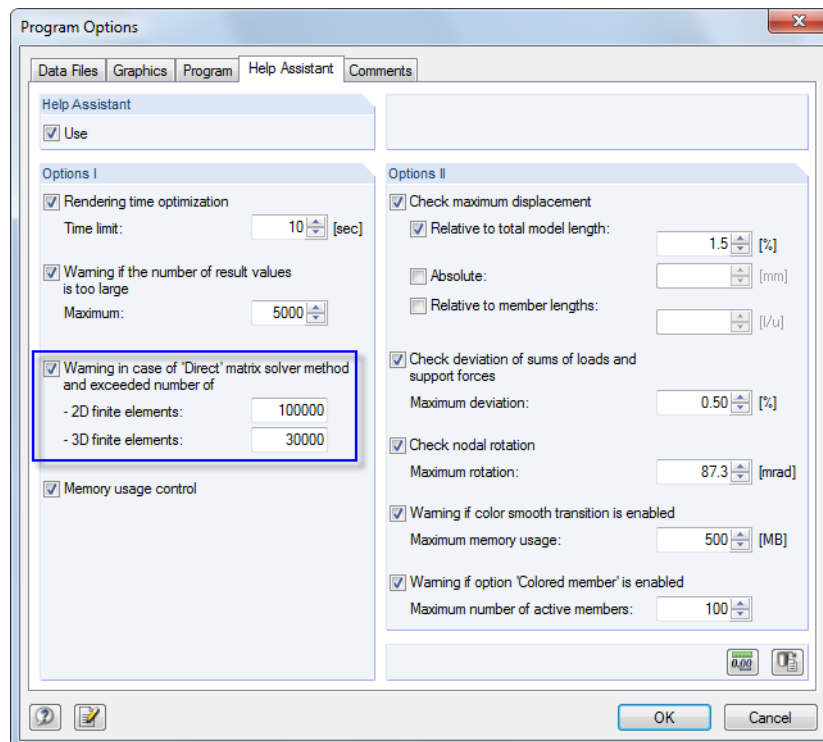 Program Options
Data Files Graphics Program Help Assistant Comments
Help Assistant
Use
Options I
Rendering time optimization
Time limit: 10 [sec]
Warning if the number of result values
is too large
Maximum: 5000
Warning in case of 'Direct' matrix solver method
and exceeded number of
- 2D finite elements: 100000
- 3D finite elements: 30000
Memory usage control
Options II
Check maximum displacement
Relative to total model length:
1.5 [%]
Absolute: [mm]
Relative to member lengths:
[l/u]
Check deviation of sums of loads and
support forces
Maximum deviation: 0.50 [%]
Check nodal rotation
Maximum rotation: 87.3 [mrad]
Warning if color smooth transition is enabled
Maximum memory usage: 500 [MB]
Warning if option 'Colored member' is enabled
Maximum number of active members: 100
0.00
OK Cancel